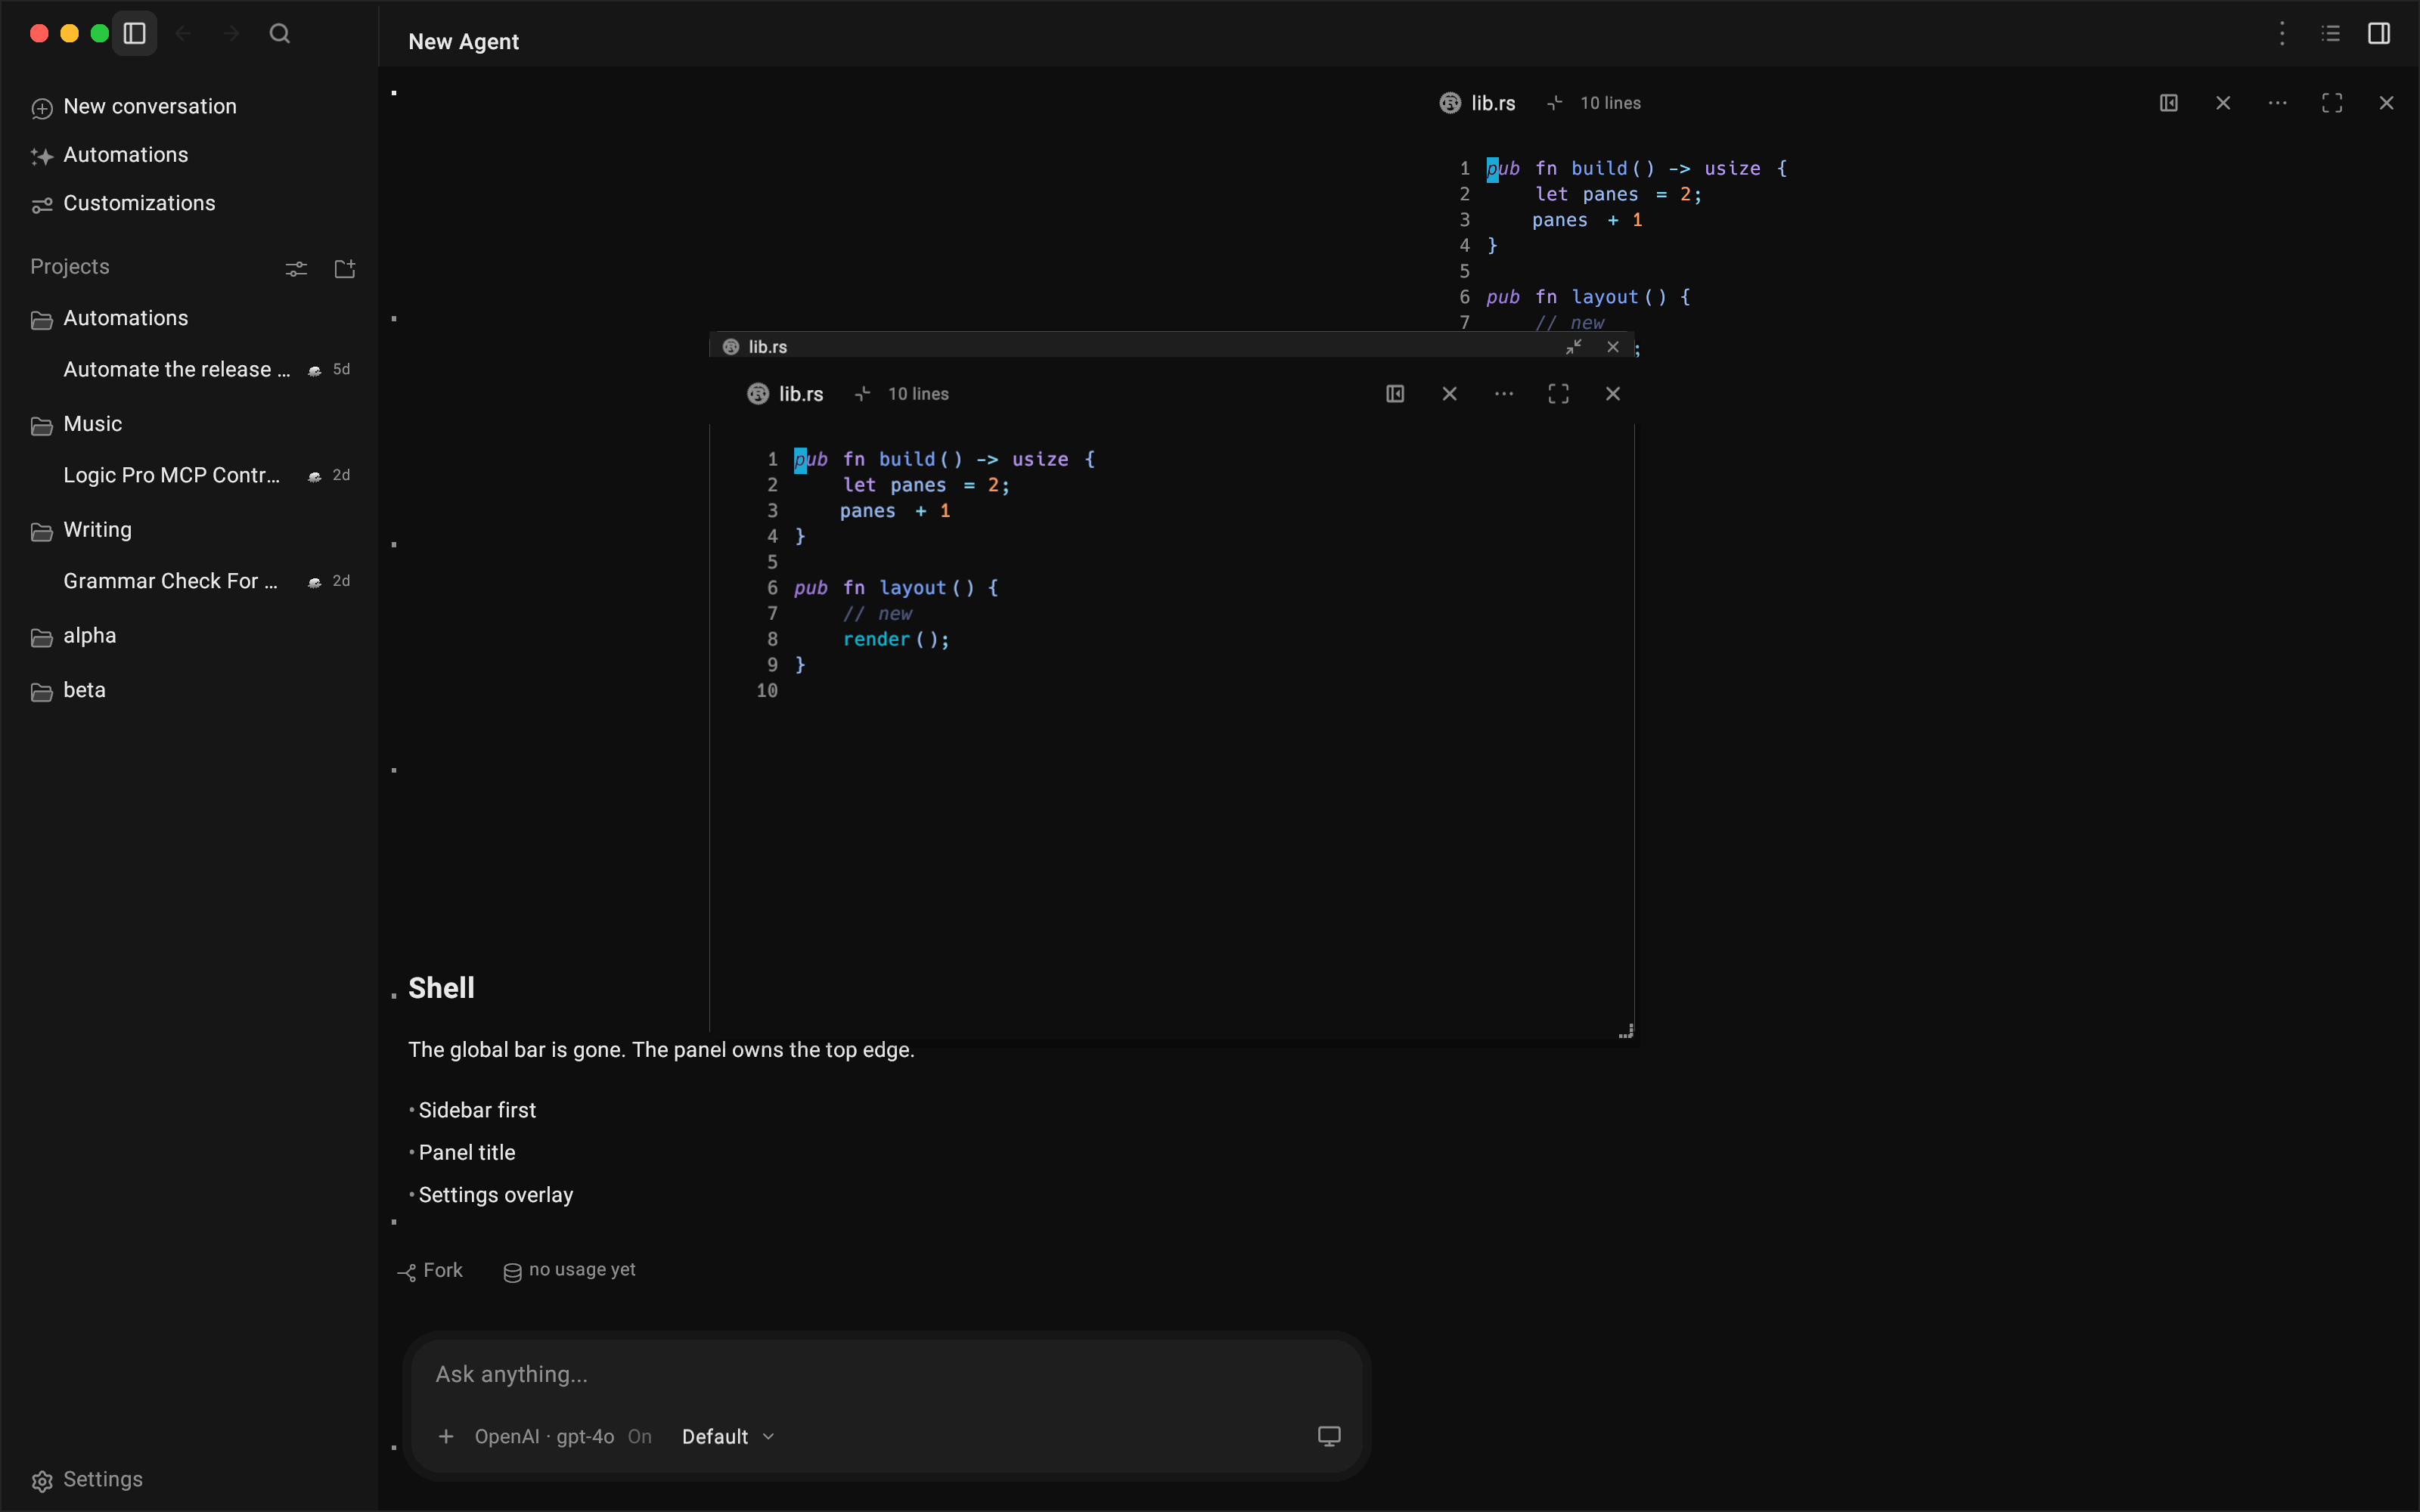 New Agent
New conversation
Automations
Customizations
Projects
Automations
Automate the release ... 5d
Music
Logic Pro MCP Contr... 2d
Writing
Grammar Check For ... 2d
alpha
beta
Settings
lib.rs 10 lines
1 pub fn build() -> usize {
2 let panes = 2;
3 panes + 1
4 }
5
6 pub fn layout() {
7 // new
;
lib.rs
lib.rs 10 lines
1 pub fn build() -> usize {
2 let panes = 2;
3 panes + 1
4 }
5
6 pub fn layout() {
7 // new
8 render();
9 }
10
Shell
The global bar is gone. The panel owns the top edge.
• Sidebar first
• Panel title
• Settings overlay
Fork no usage yet
Ask anything...
+ OpenAI · gpt-4o On Default